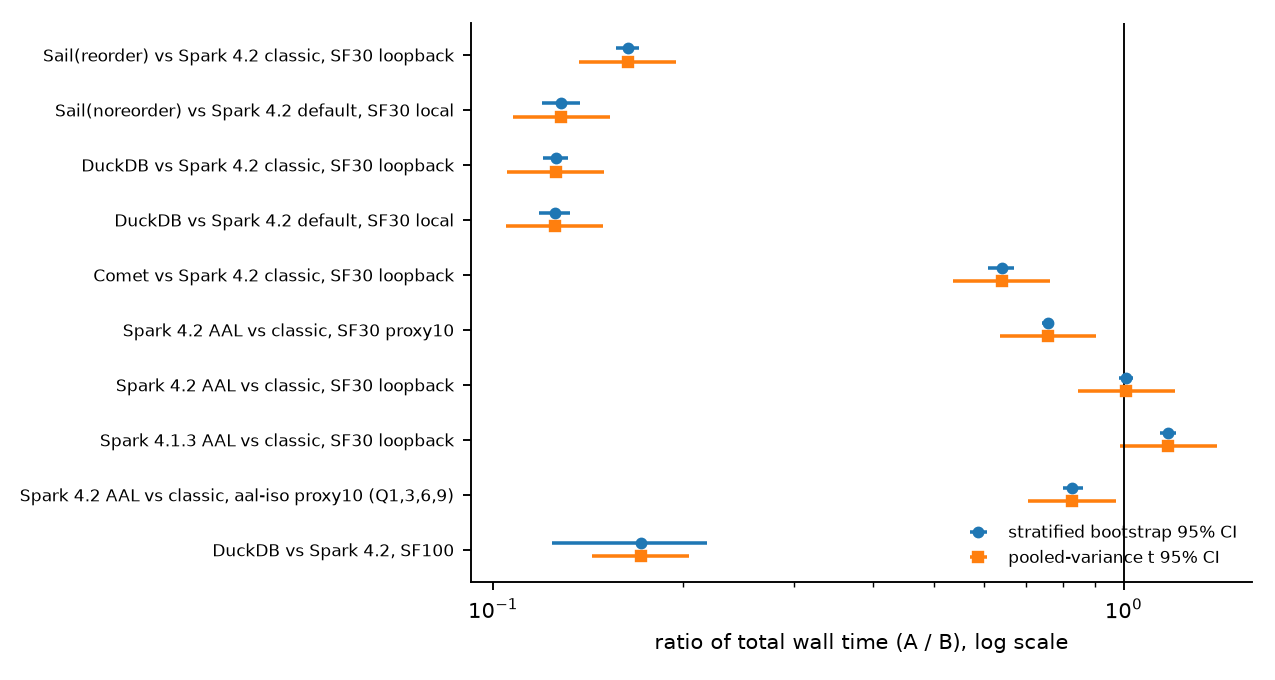 Sail(reorder) vs Spark 4.2 classic, SF30 loopback
Sail(noreorder) vs Spark 4.2 default, SF30 local
DuckDB vs Spark 4.2 classic, SF30 loopback
DuckDB vs Spark 4.2 default, SF30 local
Comet vs Spark 4.2 classic, SF30 loopback
Spark 4.2 AAL vs classic, SF30 proxy10
Spark 4.2 AAL vs classic, SF30 loopback
Spark 4.1.3 AAL vs classic, SF30 loopback
Spark 4.2 AAL vs classic, aal-iso proxy10 (Q1,3,6,9)
DuckDB vs Spark 4.2, SF100
stratified bootstrap 95% CI
pooled-variance t 95% CI
10⁻¹ 10⁰
ratio of total wall time (A / B), log scale